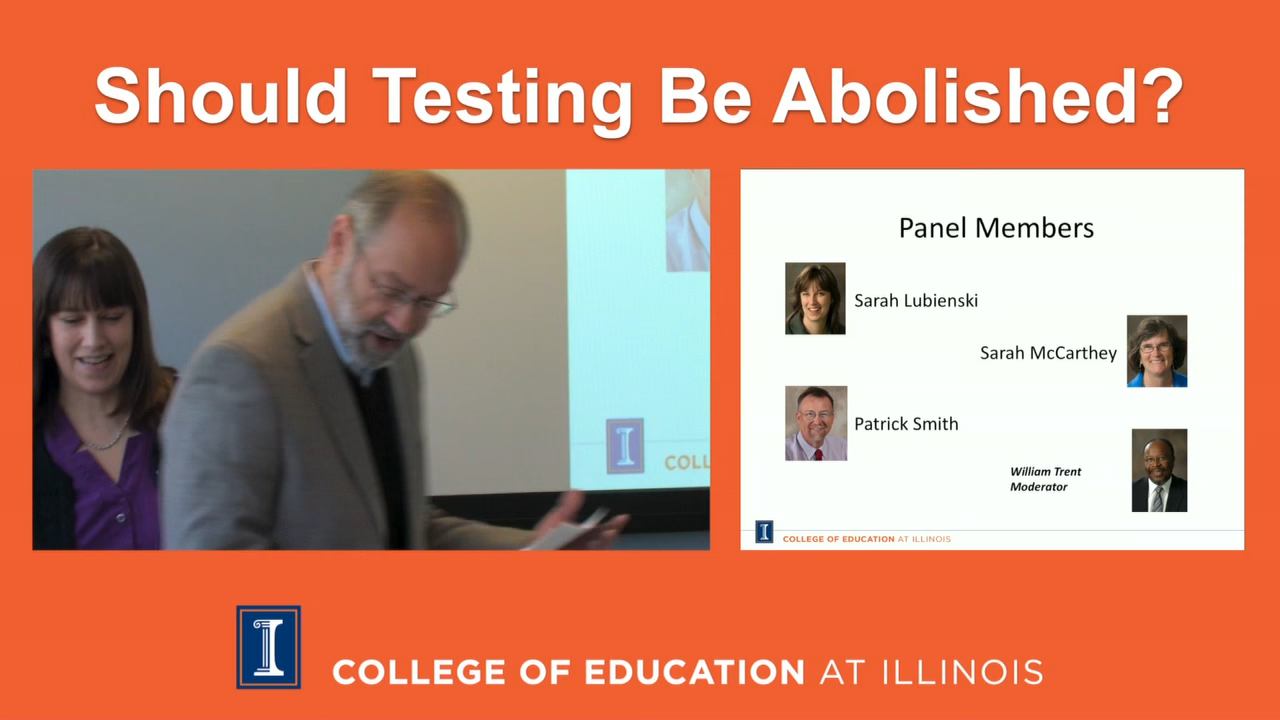 Should Testing Be Abolished?
COLL
Panel Members
Sarah Lubienski
Sarah McCarthey
Patrick Smith
William Trent
Moderator
I COLLEGE OF EDUCATION AT ILLINOIS
I COLLEGE OF EDUCATION AT ILLINOIS